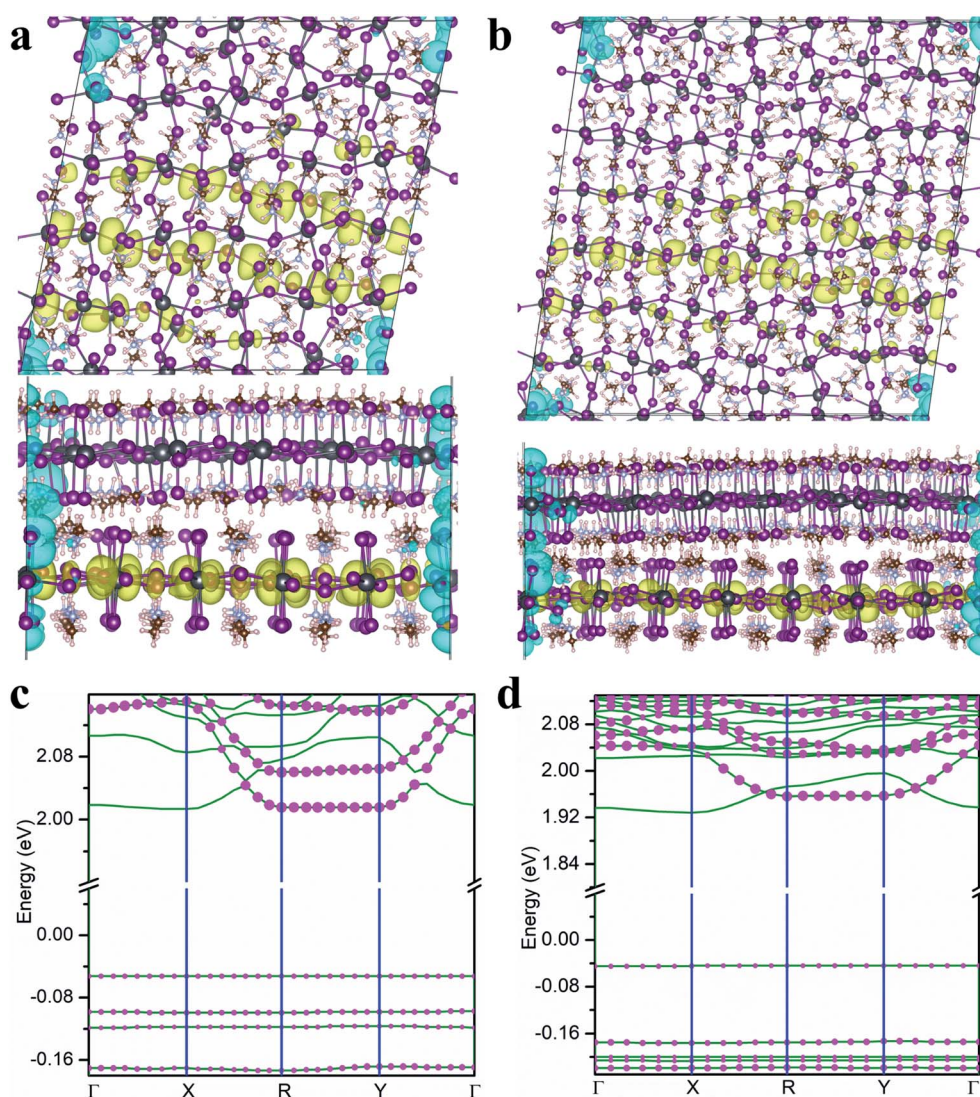 a
b
c
d
Energy (eV)
2.08
2.00
0.00
-0.08
-0.16
Γ
X
R
Y
Γ
Energy (eV)
2.08
2.00
1.92
1.84
0.00
-0.08
-0.16
Γ
X
R
Y
Γ